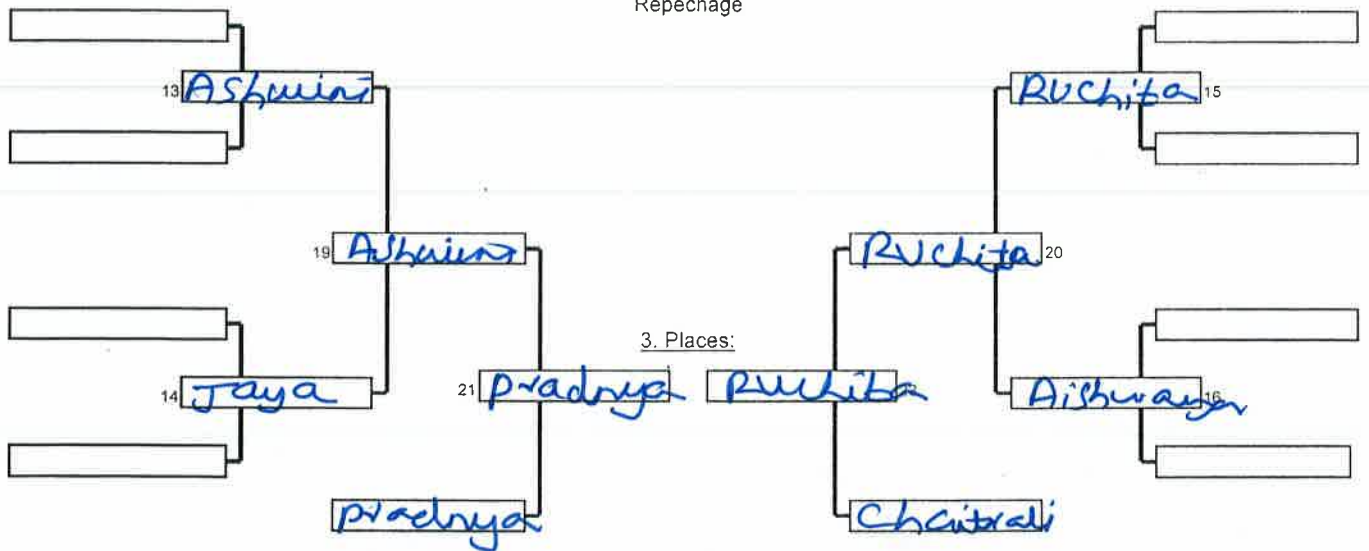 Repechage
13 Ashwini
Ruchita 15
19 Ashwini
Ruchita 20
3. Places:
14 Jaya
21 pradnya
Ruchita
Aishwarya 16
pradnya
Chaitrali